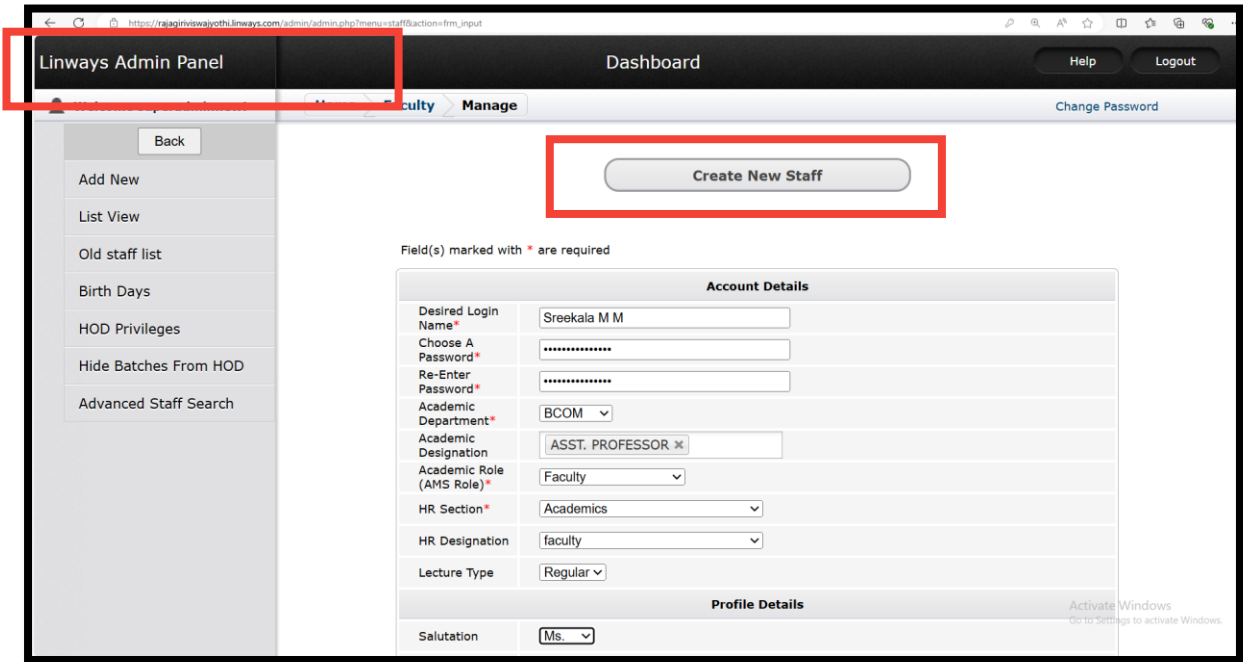 https://rajagiriviswajyothi.linways.com/admin/admin.php?menu=staff&action=frm_input
Linways Admin Panel
Dashboard
Help
Logout
Faculty
Manage
Change Password
Back
Add New
List View
Old staff list
Birth Days
HOD Privileges
Hide Batches From HOD
Advanced Staff Search
Create New Staff
Field(s) marked with * are required
Account Details
Desired Login
Name*
Sreekala M M
Choose A
Password*
Re-Enter
Password*
Academic
Department*
BCOM
Academic
Designation
ASST. PROFESSOR ×
Academic Role
(AMS Role)*
Faculty
HR Section*
Academics
HR Designation
faculty
Lecture Type
Regular
Profile Details
Salutation
Ms.
Activate Windows
Go to Settings to activate Windows.